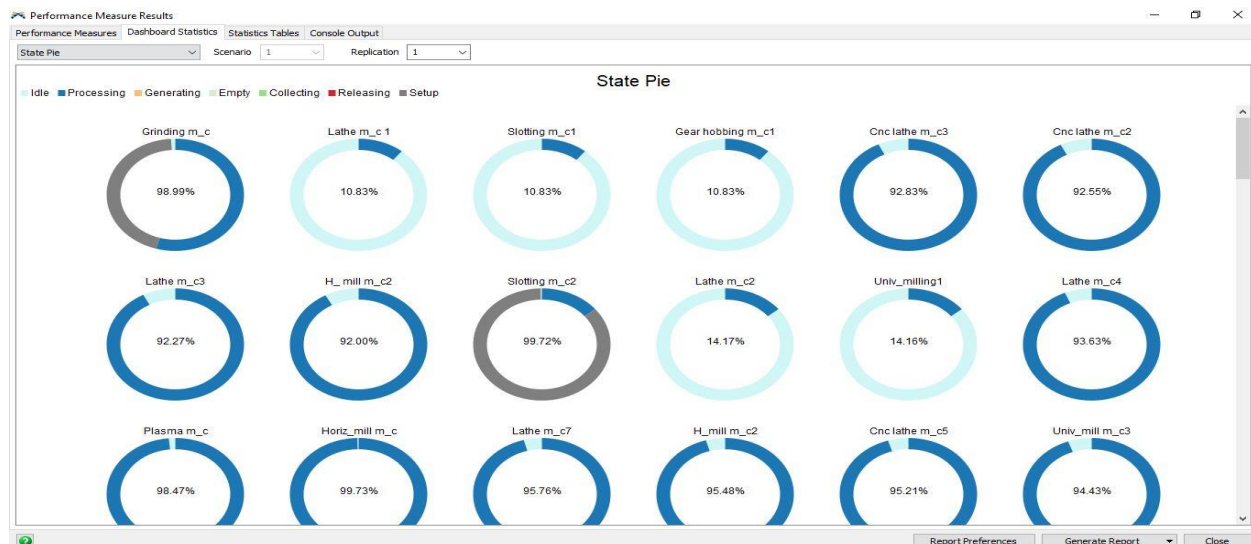 Performance Measure Results
Performance Measures Dashboard Statistics Statistics Tables Console Output
State Pie Scenario 1 Replication 1
State Pie
Idle Processing Generating Empty Collecting Releasing Setup
Grinding m_c Lathe m_c 1 Slotting m_c1 Gear hobbing m_c1 Cnc lathe m_c3 Cnc lathe m_c2
98.99% 10.83% 10.83% 10.83% 92.83% 92.55%
Lathe m_c3 H_ mill m_c2 Slotting m_c2 Lathe m_c2 Univ_milling1 Lathe m_c4
92.27% 92.00% 99.72% 14.17% 14.16% 93.63%
Plasma m_c Horiz_mill m_c Lathe m_c7 H_mill m_c2 Cnc lathe m_c5 Univ_mill m_c3
98.47% 99.73% 95.76% 95.48% 95.21% 94.43%
? Report Preferences Generate Report Close